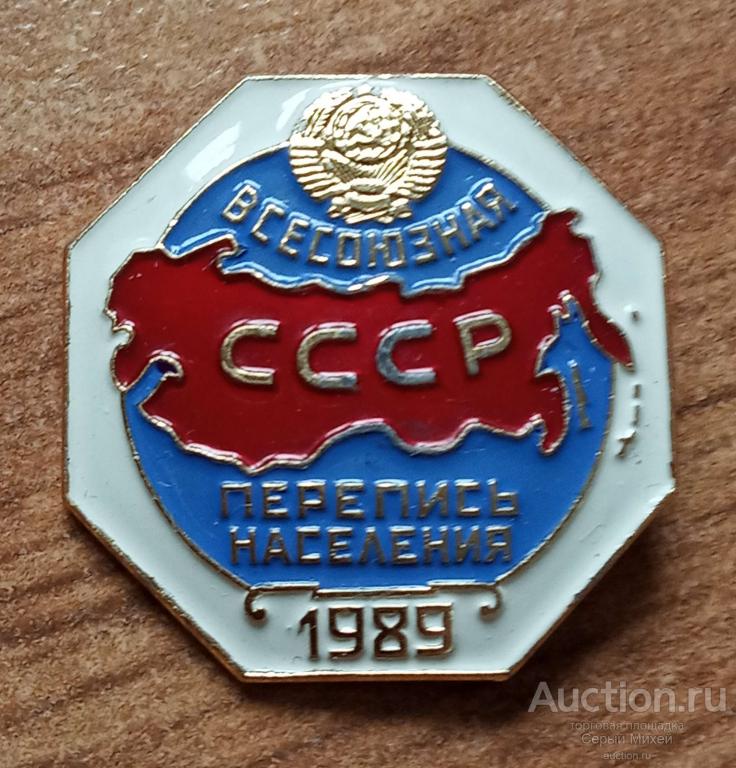 ВСЕСОЮЗНАЯ
СССР
ПЕРЕПИСЬ
НАСЕЛЕНИЯ
1989
Auction.ru
торговая площадка
Серый Михей
auction.ru